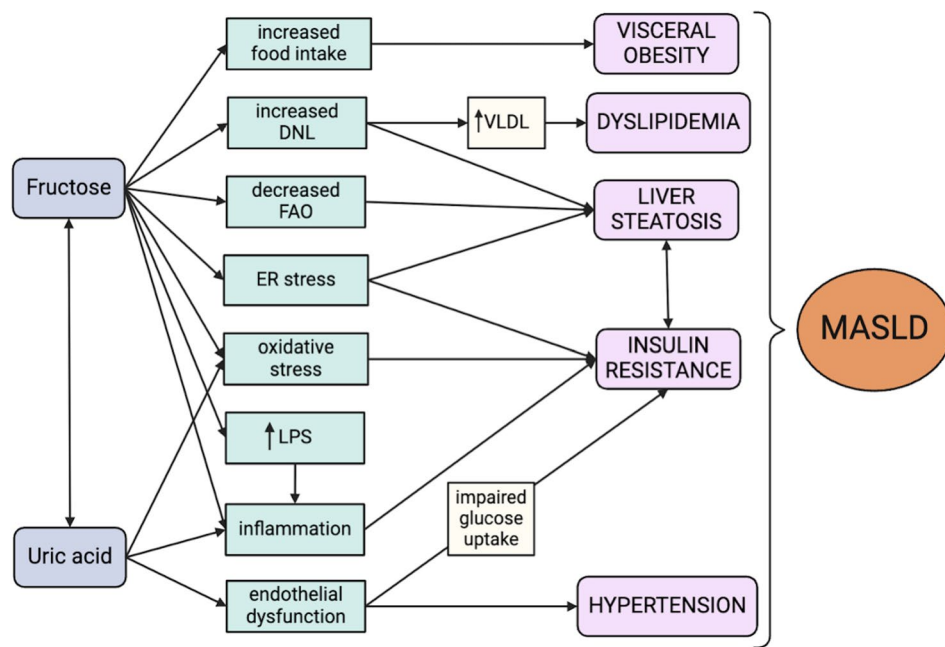 increased
food intake
VISCERAL
OBESITY
increased
DNL
↑VLDL
DYSLIPIDEMIA
Fructose
decreased
FAO
LIVER
STEATOSIS
ER stress
MASLD
oxidative
stress
INSULIN
RESISTANCE
↑LPS
impaired
glucose
uptake
inflammation
Uric acid
endothelial
dysfunction
HYPERTENSION